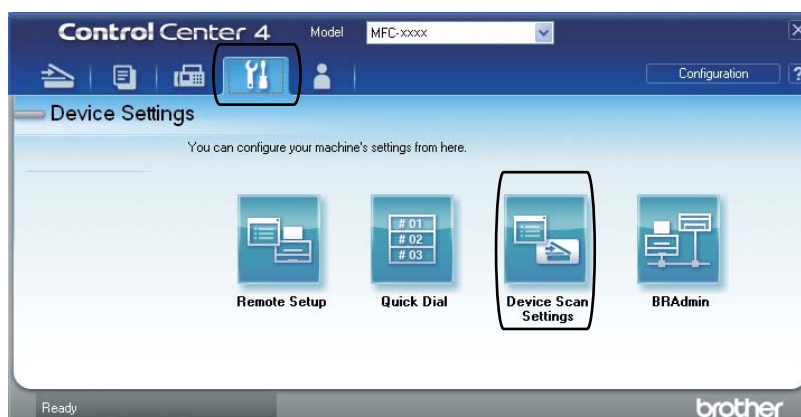 Control Center 4 Model MFC-xxxx X
Configuration ?
Device Settings
You can configure your machine's settings from here.
# 01
# 02
# 03
Remote Setup Quick Dial Device Scan BRAdmin
Settings
Ready brother